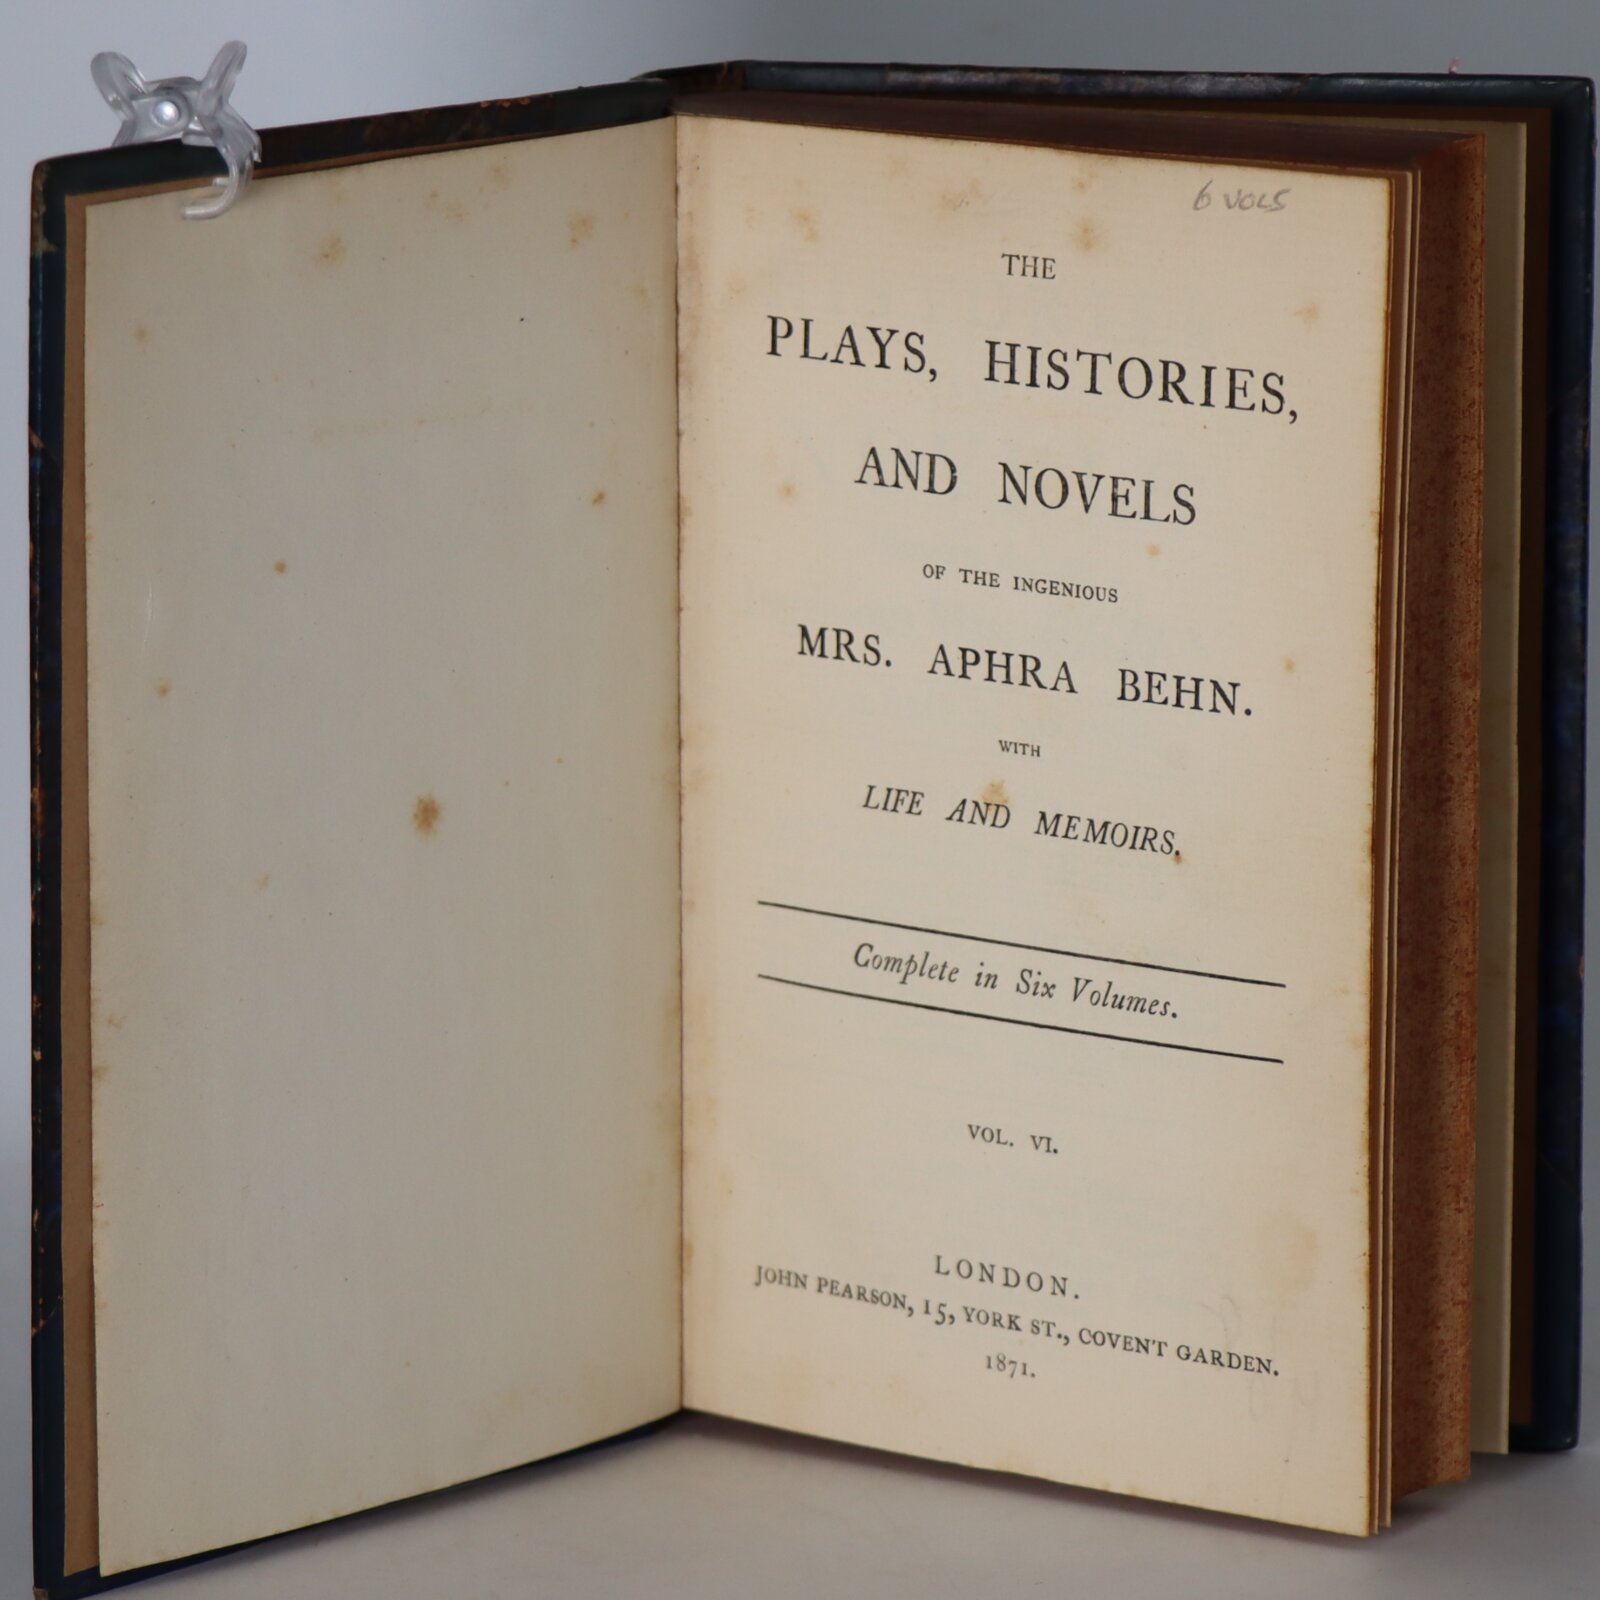 6 VOLS
THE
PLAYS, HISTORIES,
AND NOVELS
OF THE INGENIOUS
MRS. APHRA BEHN.
WITH
LIFE AND MEMOIRS.
Complete in Six Volumes.
VOL. VI.
LONDON.
JOHN PEARSON, 15, YORK ST., COVENT GARDEN.
1871.